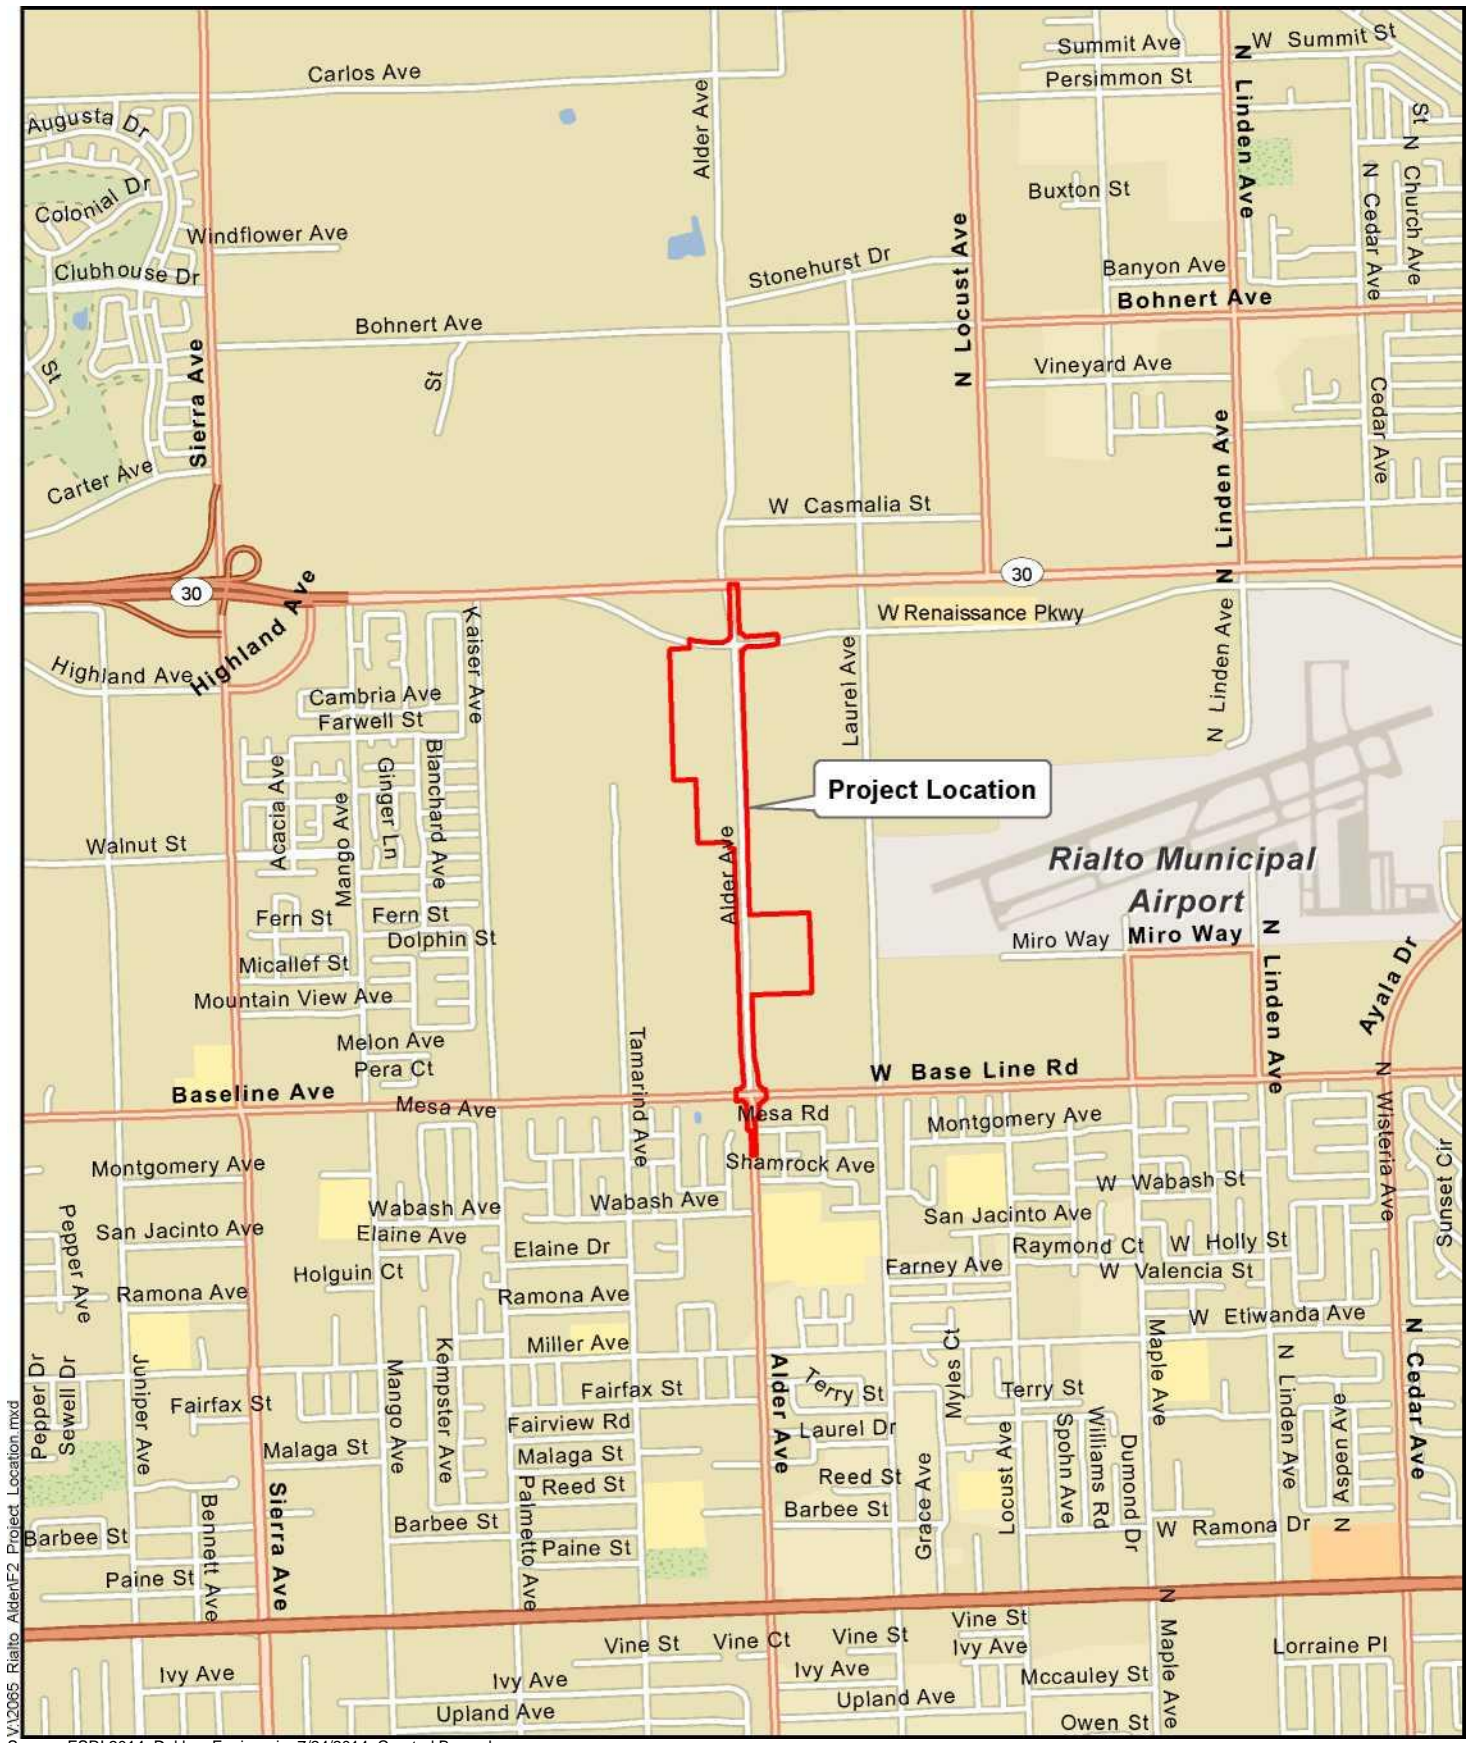 Summit Ave
W Summit St
Carlos Ave
Persimmon St
N Linden Ave
Alder Ave
St
Augusta Dr
N Church Ave
N Cedar Ave
Colonial Dr
Buxton St
Windflower Ave
N Locust Ave
Stonehurst Dr
Banyon Ave
Clubhouse Dr
Bohnert Ave
Bohnert Ave
Sierra Ave
St
St
Vineyard Ave
Cedar Ave
Carter Ave
N Linden Ave
W Casmalia St
30
30
Highland Ave
W Renaissance Pkwy
Kaiser Ave
N Linden Ave
Highland Ave
Laurel Ave
Cambria Ave
Farwell St
Blanchard Ave
Ginger Ln
Acacia Ave
Mango Ave
Project Location
Walnut St
Alder Ave
Rialto Municipal
Airport
Fern St
Fern St
Dolphin St
Miro Way
Miro Way
N Linden Ave
Ayala Dr
Micallef St
Mountain View Ave
Melon Ave
Pera Ct
Tamarind Ave
W Base Line Rd
Baseline Ave
Mesa Ave
Mesa Rd
Montgomery Ave
N Wisteria Ave
Sunset Cir
Montgomery Ave
Shamrock Ave
W Wabash St
Wabash Ave
Wabash Ave
San Jacinto Ave
San Jacinto Ave
Pepper Ave
Elaine Ave
Elaine Dr
Raymond Ct
W Holly St
Holguin Ct
Farney Ave
W Valencia St
Ramona Ave
Ramona Ave
W Etiwanda Ave
Miller Ave
Myles Ct
Maple Ave
N Cedar Ave
Pepper Dr
Sewell Dr
Juniper Ave
Mango Ave
Kempster Ave
Alder Ave
Terry St
Terry St
Fairfax St
Fairfax St
N Linden Ave
N Aspen Ave
Fairview Rd
Laurel Dr
Spohn Ave
Williams Rd
Dumond Dr
Locust Ave
Malaga St
Malaga St
Reed St
Reed St
Grace Ave
Sierra Ave
Bennett Ave
Palmetto Ave
Barbee St
Barbee St
Barbee St
W Ramona Dr
Paine St
Paine St
N Maple Ave
Vine St
Vine Ct
Vine St
Vine St
Ivy Ave
Lorraine Pl
Ivy Ave
Ivy Ave
Ivy Ave
Mccauley St
Upland Ave
Upland Ave
Owen St
V:\2065 Rialto Alder\F2 Project Location.mxd